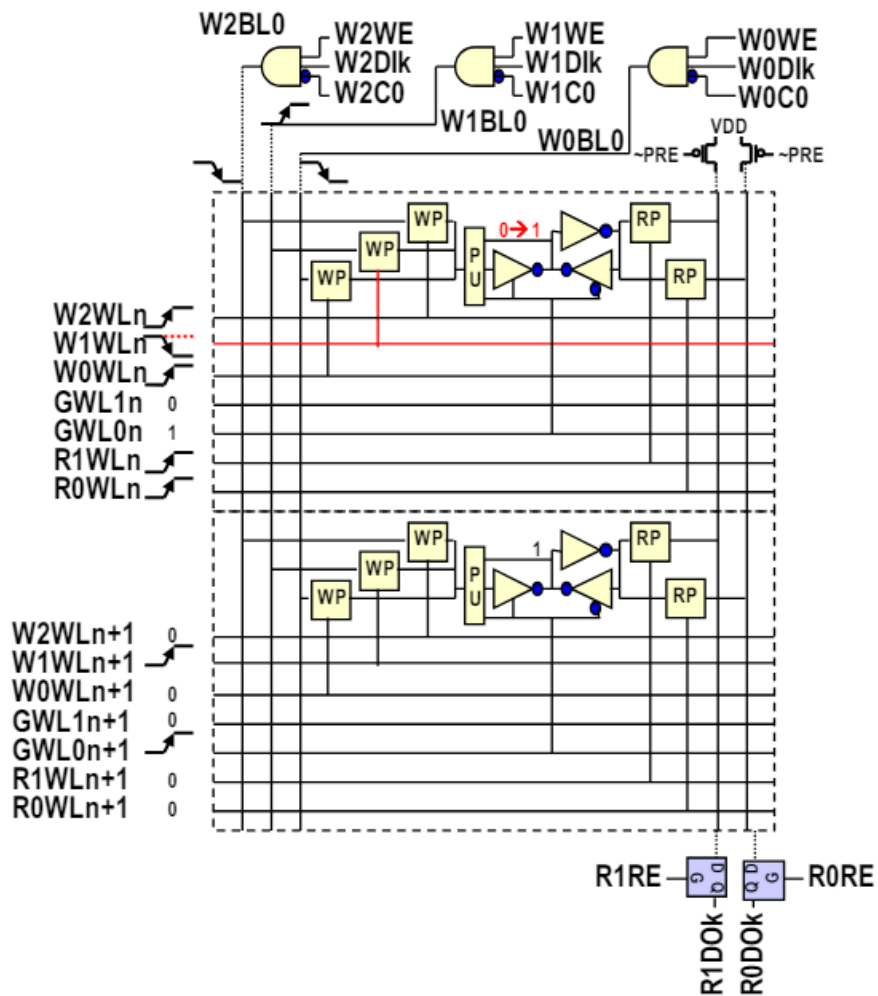 W2BL0
W2WE
W2DIk
W2C0
W1WE
W1DIk
W1C0
W0WE
W0DIk
W0C0
W1BL0
W0BL0
VDD
~PRE
~PRE
WP
WP
WP
PU
0→1
RP
RP
W2WLn
W1WLn
W0WLn
GWL1n 0
GWL0n 1
R1WLn
R0WLn
WP
WP
WP
PU
1
RP
RP
W2WLn+1 0
W1WLn+1
W0WLn+1 0
GWL1n+1 0
GWL0n+1
R1WLn+1 0
R0WLn+1 0
R1RE
G D Q
Q D G
R0RE
R1DOk
R0DOk